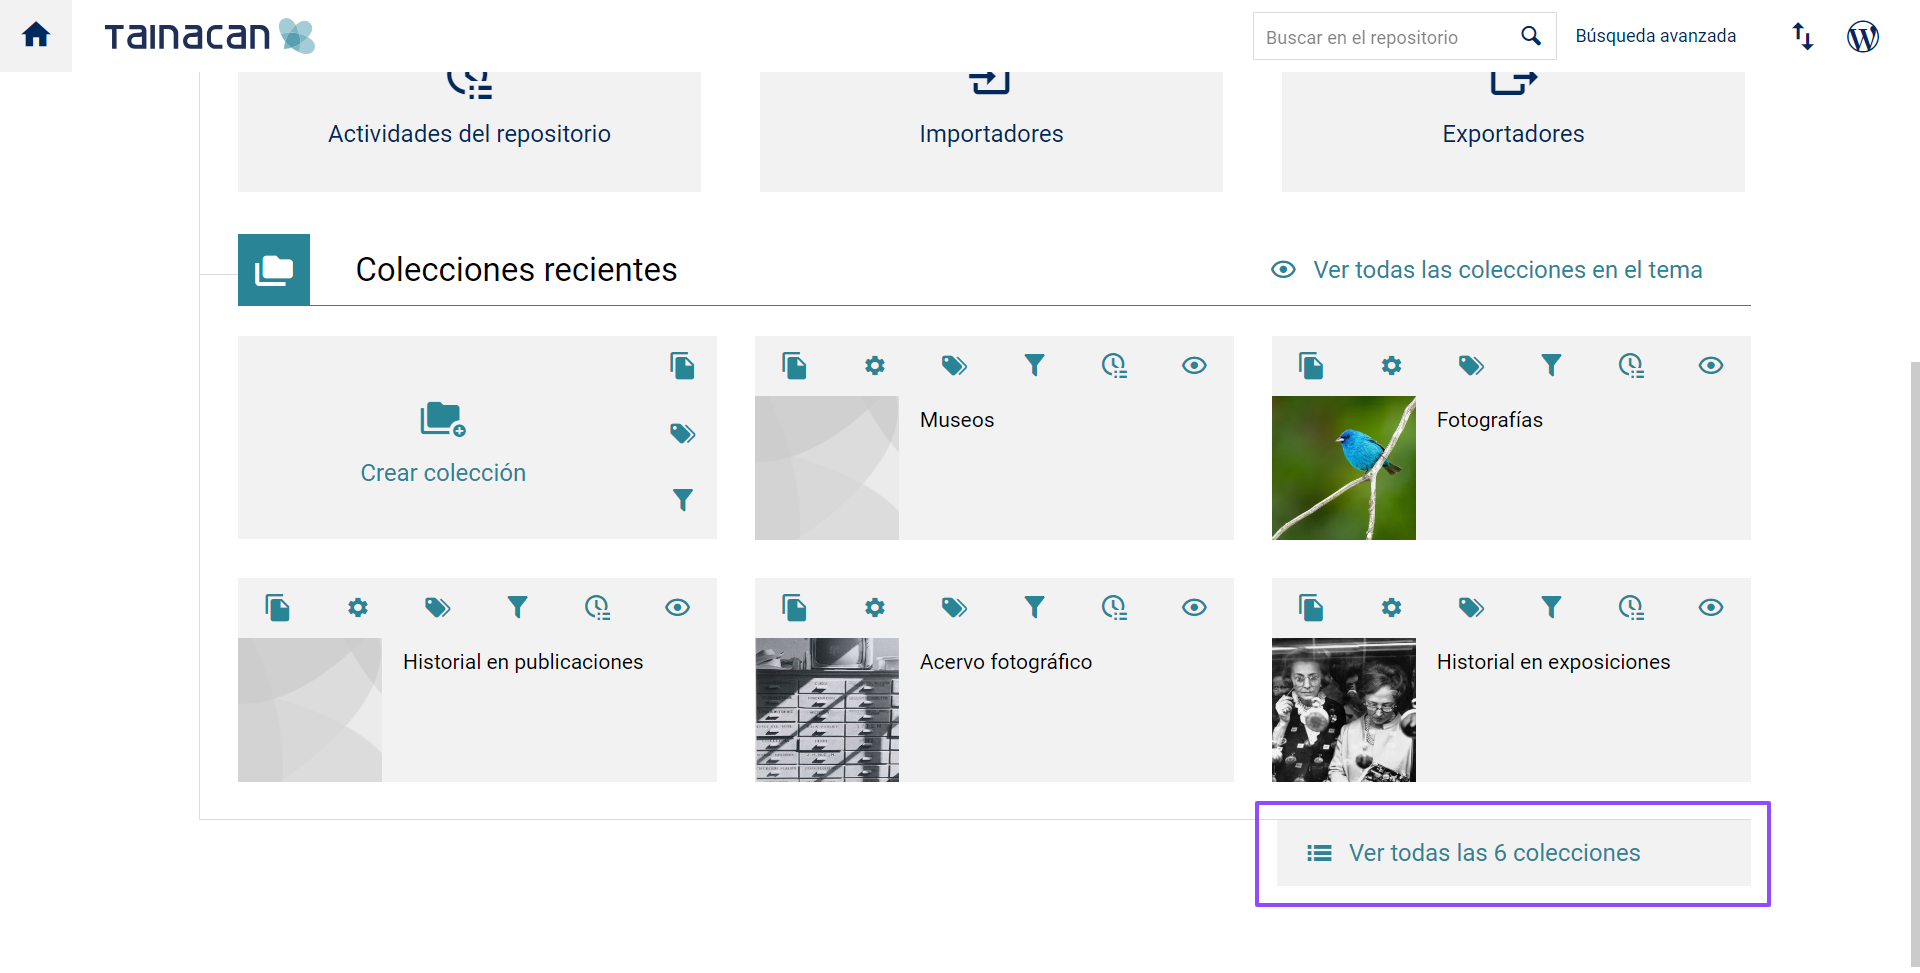 TAINACAN
Buscar en el repositorio
Búsqueda avanzada
Actividades del repositorio
Importadores
Exportadores
Colecciones recientes
Ver todas las colecciones en el tema
Crear colección
Museos
Fotografías
Historial en publicaciones
Acervo fotográfico
Historial en exposiciones
Ver todas las 6 colecciones